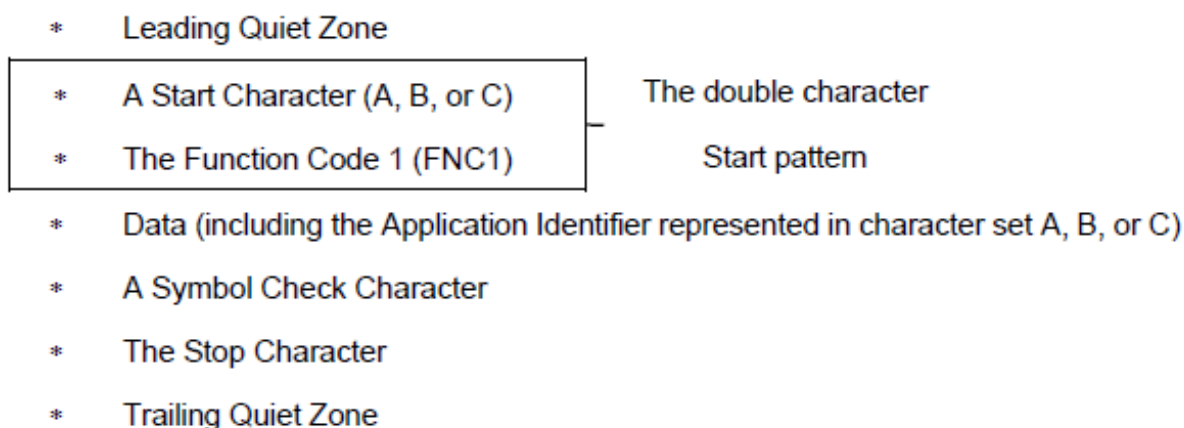 * Leading Quiet Zone
* A Start Character (A, B, or C) The double character
* The Function Code 1 (FNC1) Start pattern
* Data (including the Application Identifier represented in character set A, B, or C)
* A Symbol Check Character
* The Stop Character
* Trailing Quiet Zone